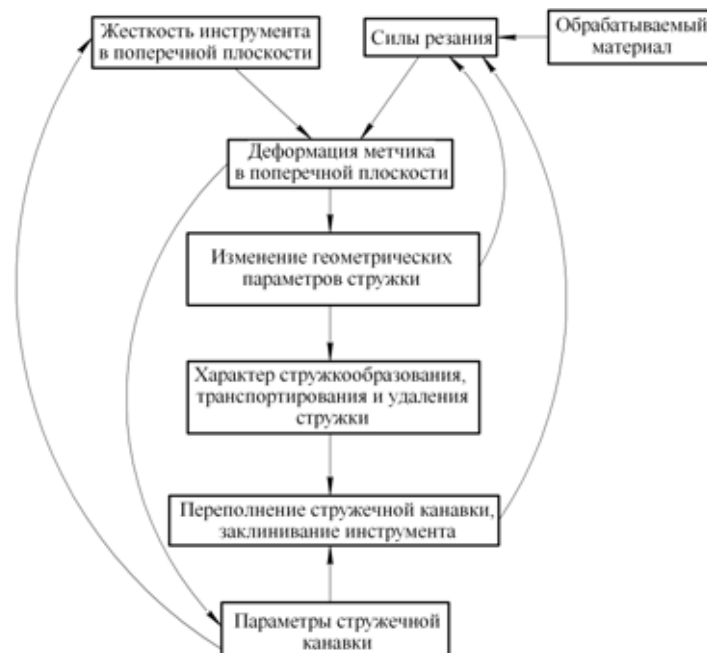 Жесткость инструмента
в поперечной плоскости
Силы резания
Обрабатываемый
материал
Деформация метчика
в поперечной плоскости
Изменение геометрических
параметров стружки
Характер стружкообразования,
транспортирования и удаления
стружки
Переполнение стружечной канавки,
заклинивание инструмента
Параметры стружечной
канавки